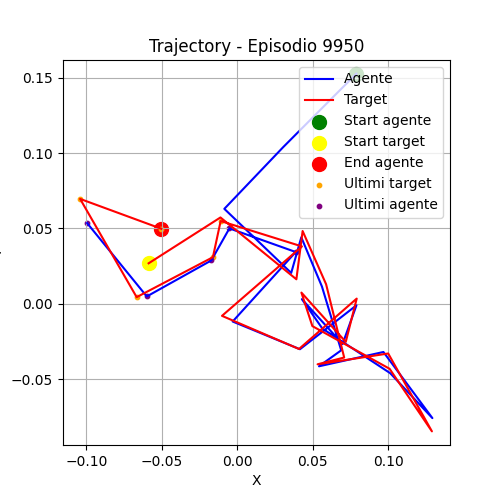 Trajectory - Episodio 9950
Agente
Target
Start agente
Start target
End agente
Ultimi target
Ultimi agente
0.15
0.10
0.05
0.00
−0.05
−0.10
−0.05
0.00
0.05
0.10
X